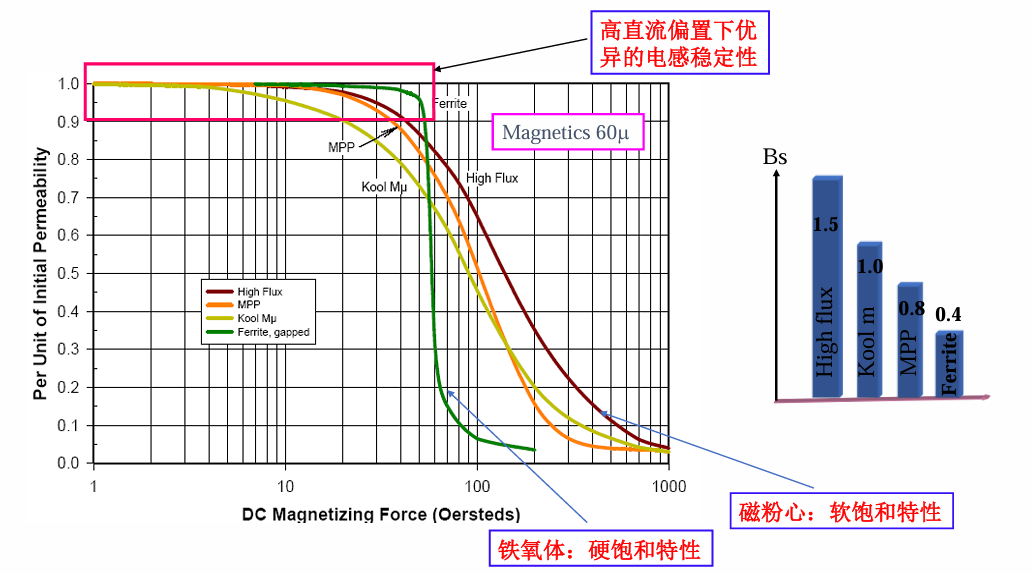 高直流偏置下优
异的电感稳定性
1.0
0.9
0.8
0.7
0.6
0.5
0.4
0.3
0.2
0.1
0.0
Per Unit of Initial Permeability
Ferrite
MPP
Kool Mμ
High Flux
Magnetics 60μ
High Flux
MPP
Kool Mμ
Ferrite, gapped
1
10
100
1000
DC Magnetizing Force (Oersteds)
Bs
1.5
High flux
1.0
Kool m
0.8
MPP
0.4
Ferrite
磁粉心：软饱和特性
铁氧体：硬饱和特性